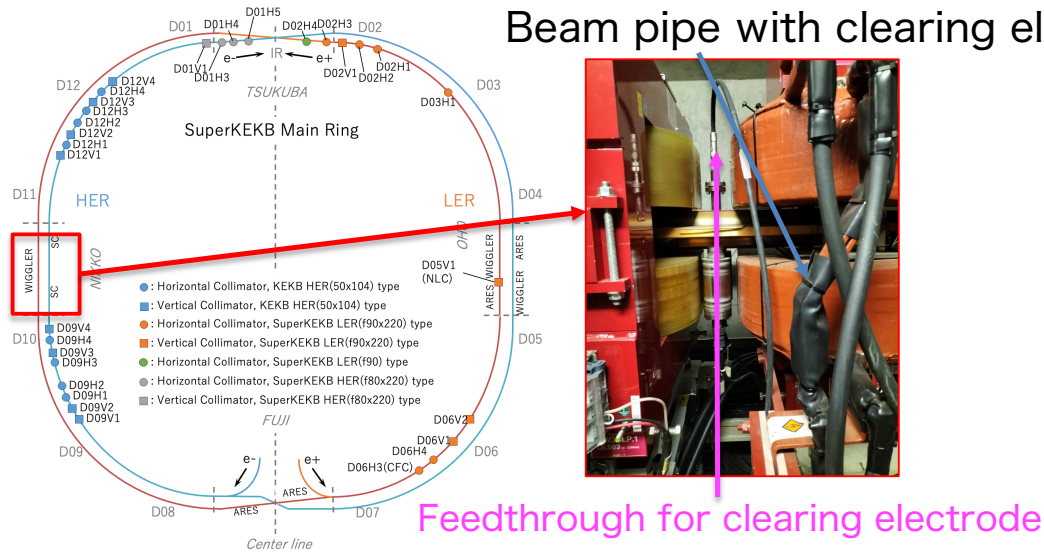 Beam pipe with clearing el
D01H5
D01H4
D02H4
D02H3
D01
D02
D01V1
D01H3
e-
IR
e+
D02V1
D02H2
D02H1
TSUKUBA
D12
D12V4
D12H4
D12V3
D12H3
D12H2
D12V2
D12H1
D12V1
D03
D03H1
SuperKEKB Main Ring
D11
HER
LER
D04
WIGGLER
SC
SC
NIKKO
OHO
D05V1
(NLC)
ARES/WIGGLER
WIGGLER ARES
: Horizontal Collimator, KEKB HER(50x104) type
: Vertical Collimator, KEKB HER(50x104) type
: Horizontal Collimator, SuperKEKB LER(f90x220) type
: Vertical Collimator, SuperKEKB LER(f90x220) type
: Horizontal Collimator, SuperKEKB LER(f90) type
: Horizontal Collimator, SuperKEKB HER(f80x220) type
: Vertical Collimator, SuperKEKB HER(f80x220) type
D10
D09V4
D09H4
D09V3
D09H3
D09H2
D09H1
D09V2
D09V1
D05
FUJI
D06V2
D06V1
D06H4
D06H3(CFC)
D09
D06
e-
e+
ARES
ARES
D08
D07
Feedthrough for clearing electrode
Center line